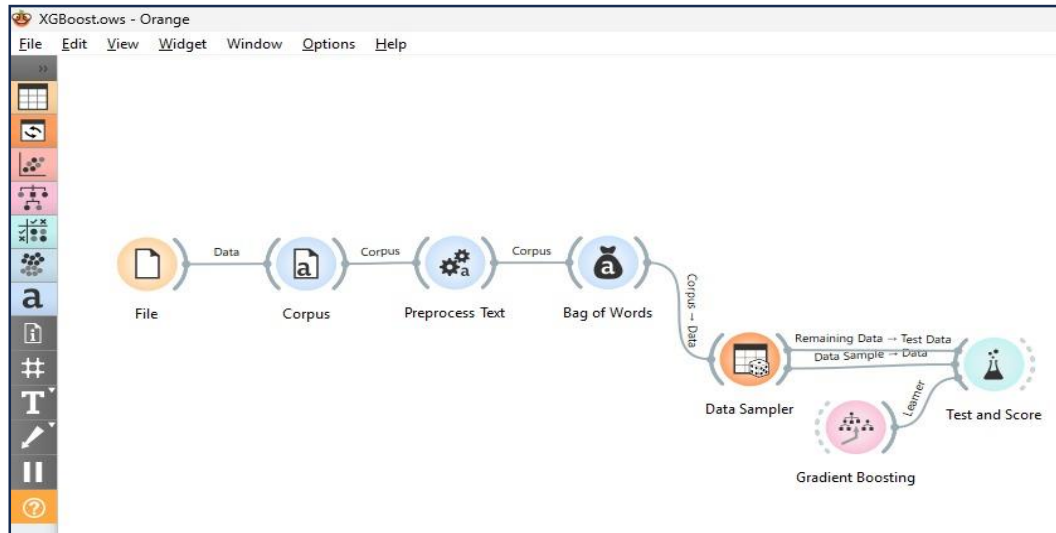 XGBoost.ows - Orange
File Edit View Widget Window Options Help
Data
Corpus
Corpus
File
Corpus
Preprocess Text
Bag of Words
Corpus → Data
Remaining Data → Test Data
Data Sample → Data
Data Sampler
Learner
Test and Score
Gradient Boosting